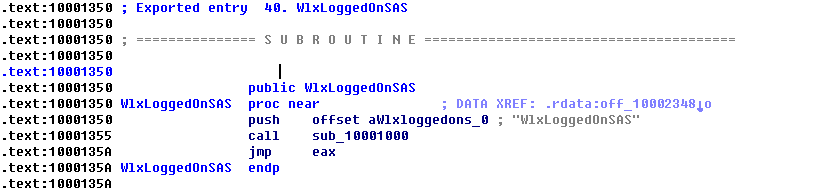 .text:10001350 ; Exported entry  40. WlxLoggedOnSAS
.text:10001350
.text:10001350 ; =============== S U B R O U T I N E =======================================
.text:10001350
.text:10001350
.text:10001350                 public WlxLoggedOnSAS
.text:10001350 WlxLoggedOnSAS  proc near               ; DATA XREF: .rdata:off_10002348↓o
.text:10001350                 push    offset aWlxloggedons_0 ; "WlxLoggedOnSAS"
.text:10001355                 call    sub_10001000
.text:1000135A                 jmp     eax
.text:1000135A WlxLoggedOnSAS  endp
.text:1000135A